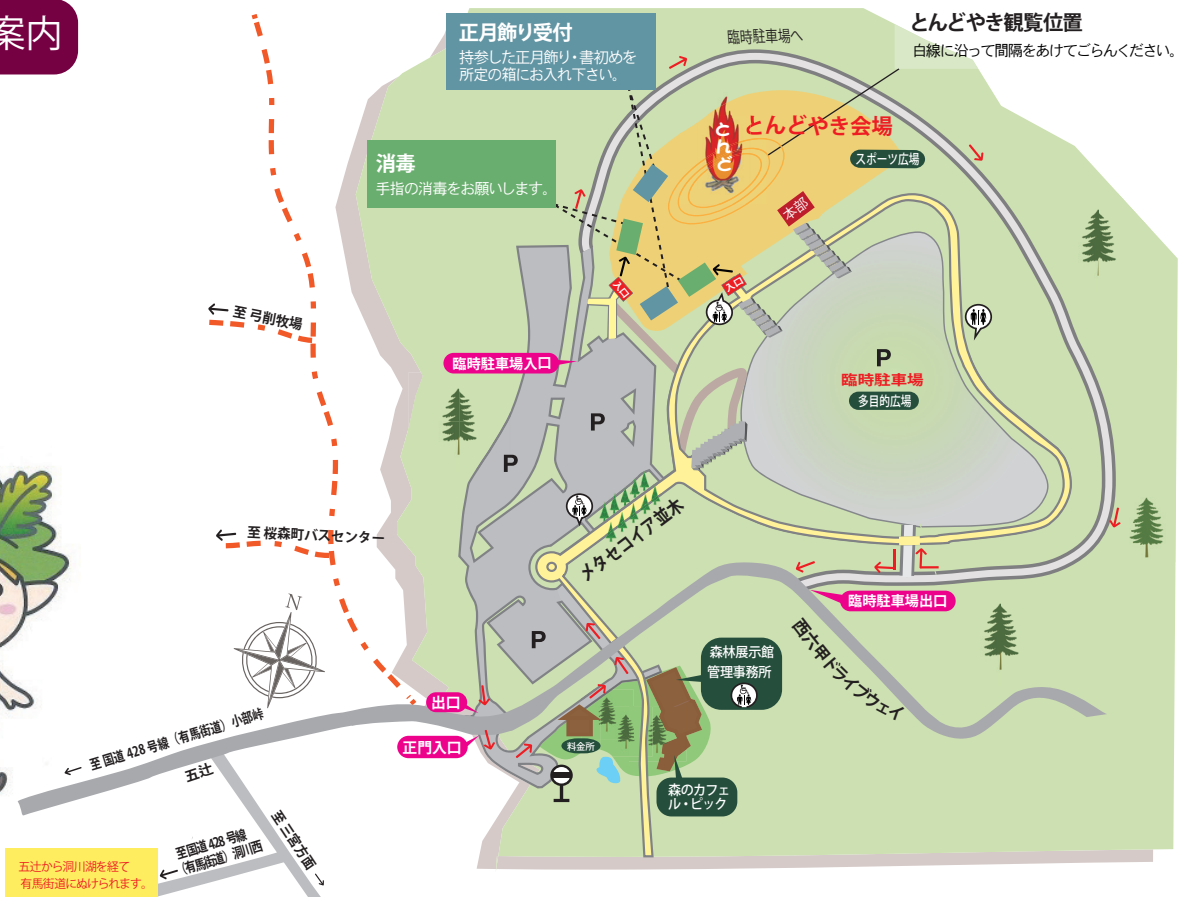 案内
正月飾り受付
持参した正月飾り・書初めを
所定の箱にお入れ下さい。
臨時駐車場へ
とんどやき観覧位置
白線に沿って間隔をあけてごらんください。
とんど
とんどやき会場
スポーツ広場
消毒
手指の消毒をお願いします。
本部
入口
入口
← 至 弓削牧場
臨時駐車場入口
P
臨時駐車場
多目的広場
P
P
← 至 桜森町バスセンター
メタセコイア並木
N
臨時駐車場出口
P
森林展示館
管理事務所
西六甲ドライブウェイ
出口
正門入口
料金所
← 至 国道 428 号線（有馬街道）小部峠
五辻
森のカフェ
ル・ピック
至 三宮方面 →
至国道 428 号線
← （有馬街道）洞川西
五辻から洞川湖を経て
有馬街道にぬけられます。